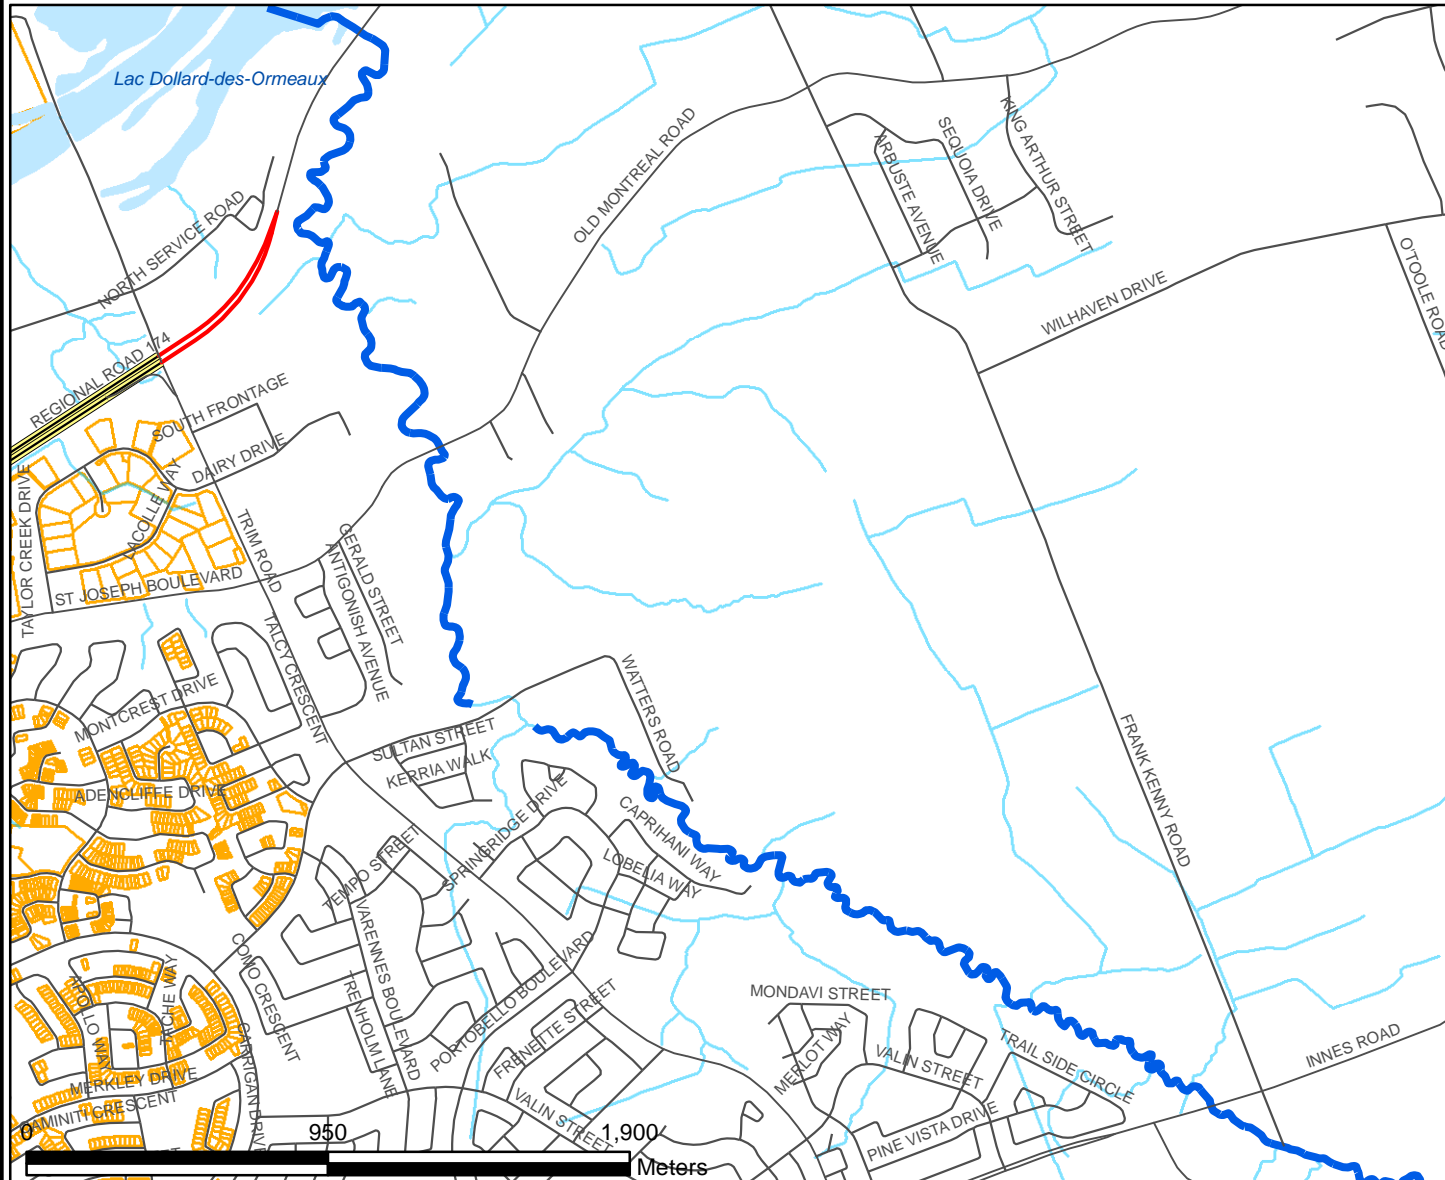 Lac Dollard-des-Ormeaux
OLD MONTREAL ROAD
KING ARTHUR STREET
SEQUOIA DRIVE
ARBUSTE AVENUE
NORTH SERVICE ROAD
WILHAVEN DRIVE
O'TOOLE ROAD
REGIONAL ROAD 174
SOUTH FRONTAGE
DAIRY DRIVE
LACOLLE WAY
TAYLOR CREEK DRIVE
TRIM ROAD
GERALD STREET
ANTIGONISH AVENUE
ST JOSEPH BOULEVARD
TALCY CRESCENT
MONTCREST DRIVE
WATTERS ROAD
SULTAN STREET
KERRIA WALK
FRANK KENNY ROAD
ADENCLIFFE DRIVE
SPRINGRIDGE DRIVE
CAPRIHANI WAY
TEMPO STREET
LOBELIA WAY
VARENNES BOULEVARD
COMO CRESCENT
PORTOBELLO BOULEVARD
TRENHOLM LANE
APOLLO WAY
TACHE WAY
FRENETTE STREET
MONDAVI STREET
MERLOT WAY
CARRIGAN DRIVE
VALIN STREET
TRAIL SIDE CIRCLE
INNES ROAD
MERKLEY DRIVE
CAMINITI CRESCENT
VALIN STREET
PINE VISTA DRIVE
0 950 1,900
Meters